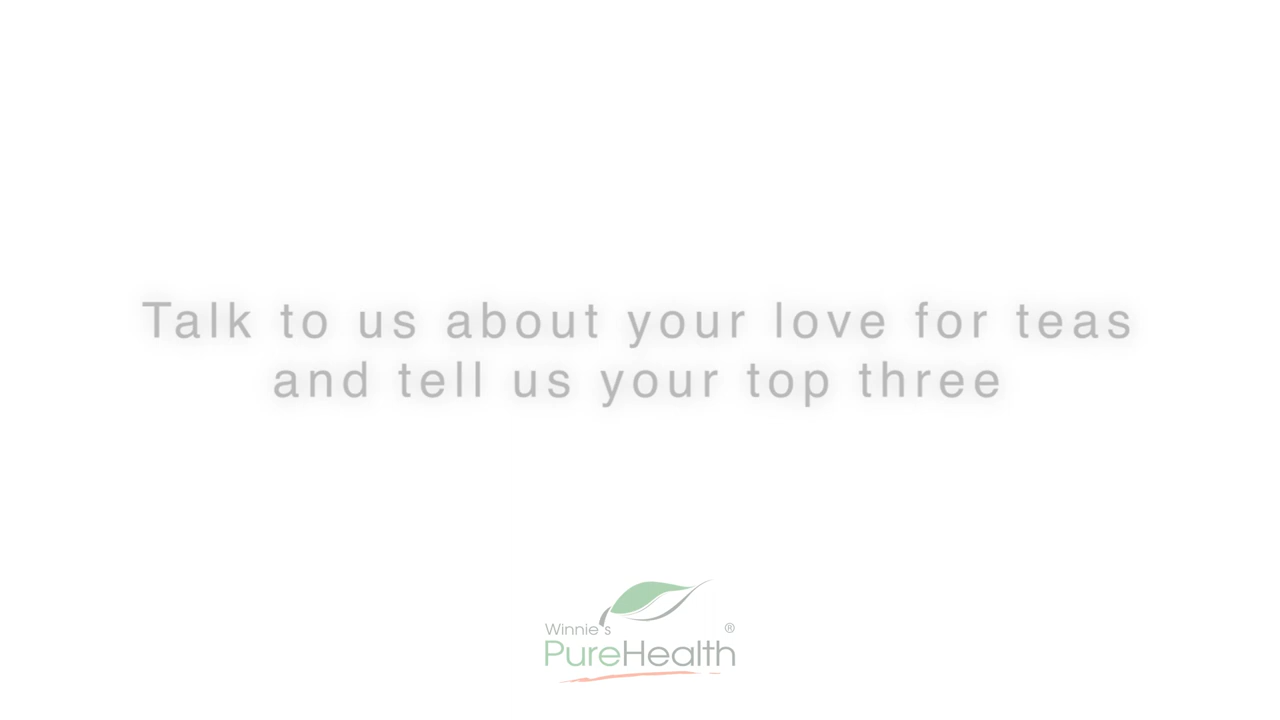 Talk to us about your love for teas
and tell us your top three
Winnie's
®
PureHealth